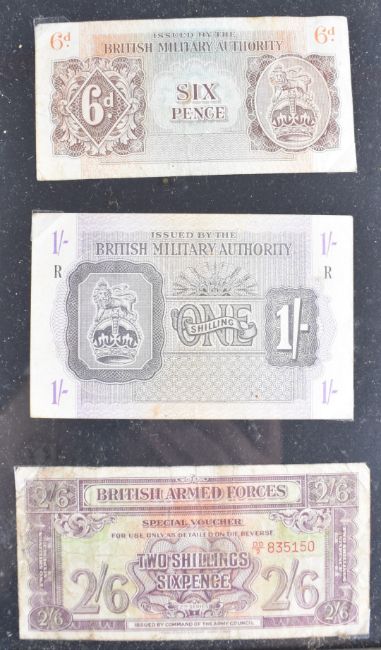 ISSUED BY THE
6d. BRITISH MILITARY AUTHORITY 6d.
6d
SIX
PENCE
ISSUED BY THE
1/- BRITISH MILITARY AUTHORITY 1/-
R R
ONE
SHILLING
1/-
1/- 1/-
2/6 BRITISH ARMED FORCES 2/6
SPECIAL VOUCHER
FOR USE ONLY AS DETAILED ON THE REVERSE
835150
2/6 TWO SHILLINGS 2/6
SIXPENCE
2ND SERIES
ISSUED BY COMMAND OF THE ARMY COUNCIL